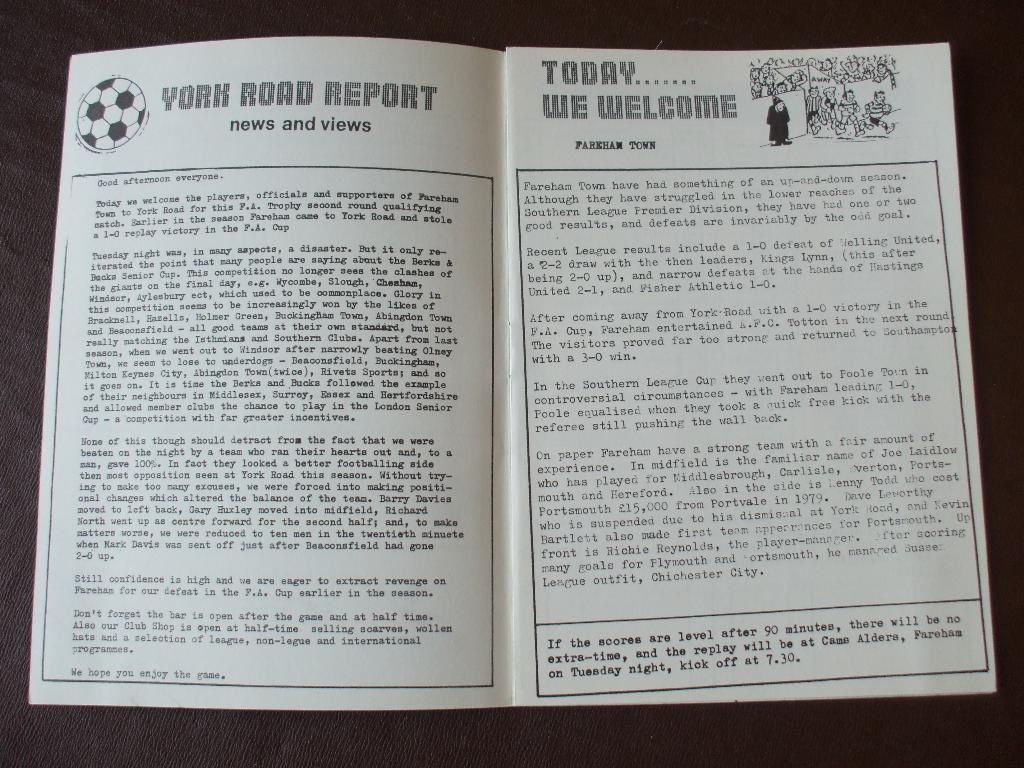 YORK ROAD REPORT
news and views
Good afternoon everyone.
Today we welcome the players, officials and supporters of Fareham
Town to York Road for this F.A. Trophy second round qualifying
match. Earlier in the season Fareham came to York Road and stole
a 1-0 replay victory in the F.A. Cup
Tuesday night was, in many aspects, a disaster. But it only re-
iterated the point that many people are saying about the Berks &
Bucks Senior Cup. This competition no longer sees the clashes of
the giants on the final day, e.g. Wycombe, Slough, Chesham,
Windsor, Aylesbury ect, which used to be commonplace. Glory in
this competition seems to be increasingly won by the likes of
Bracknell, Hazells, Holmer Green, Buckingham Town, Abingdon Town
and Beaconsfield - all good teams at their own standard, but not
really matching the Isthmians and Southern Clubs. Apart from last
season, when we went out to Windsor after narrowly beating Olney
Town, we seem to lose to underdogs - Beaconsfield, Buckingham,
Milton Keynes City, Abingdon Town(twice), Rivets Sports; and so
it goes on. It is time the Berks and Bucks followed the example
of their neighbours in Middlesex, Surrey, Essex and Hertfordshire
and allowed member clubs the chance to play in the London Senior
Cup - a competition with far greater incentives.
None of this though should detract from the fact that we were
beaten on the night by a team who ran their hearts out and, to a
man, gave 100%. In fact they looked a better footballing side
then most opposition seen at York Road this season. Without try-
ing to make too many excuses, we were forced into making positi-
onal changes which altered the balance of the team. Barry Davies
moved to left back, Gary Huxley moved into midfield, Richard
North went up as centre forward for the second half; and, to make
matters worse, we were reduced to ten men in the twentieth minuete
when Mark Davis was sent off just after Beaconsfield had gone
2-0 up.
Still confidence is high and we are eager to extract revenge on
Fareham for our defeat in the F.A. Cup earlier in the season.
Don't forget the bar is open after the game and at half time.
Also our Club Shop is open at half-time selling scarves, wollen
hats and a selection of league, non-legue and international
programmes.
We hope you enjoy the game.
TODAY.......
WE WELCOME
AWAY
FAREHAM TOWN
Fareham Town have had something of an up-and-down season.
Although they have struggled in the lower reaches of the
Southern League Premier Division, they have had one or two
good results, and defeats are invariably by the odd goal.
Recent League results include a 1-0 defeat of Welling United,
a 2-2 draw with the then leaders, Kings Lynn, (this after
being 2-0 up), and narrow defeats at the hands of Hastings
United 2-1, and Fisher Athletic 1-0.
After coming away from York Road with a 1-0 victory in the
F.A. Cup, Fareham entertained A.F.C. Totton in the next round
The visitors proved far too strong and returned to Southampton
with a 3-0 win.
In the Southern League Cup they went out to Poole Town in
controversial circumstances - with Fareham leading 1-0,
Poole equalised when they took a quick free kick with the
referee still pushing the wall back.
On paper Fareham have a strong team with a fair amount of
experience. In midfield is the familiar name of Joe Laidlow
who has played for Middlesbrough, Carlisle, Everton, Ports-
mouth and Hereford. Also in the side is Kenny Todd who cost
Portsmouth £15,000 from Portvale in 1979. Dave Leworthy
who is suspended due to his dismissal at York Road, and Kevin
Bartlett also made first team apperrances for Portsmouth. Up
front is Richie Reynolds, the player-manager. After scoring
many goals for Plymouth and Portsmouth, he managed Sussex
League outfit, Chichester City.
If the scores are level after 90 minutes, there will be no
extra-time, and the replay will be at Cams Alders, Fareham
on Tuesday night, kick off at 7.30.